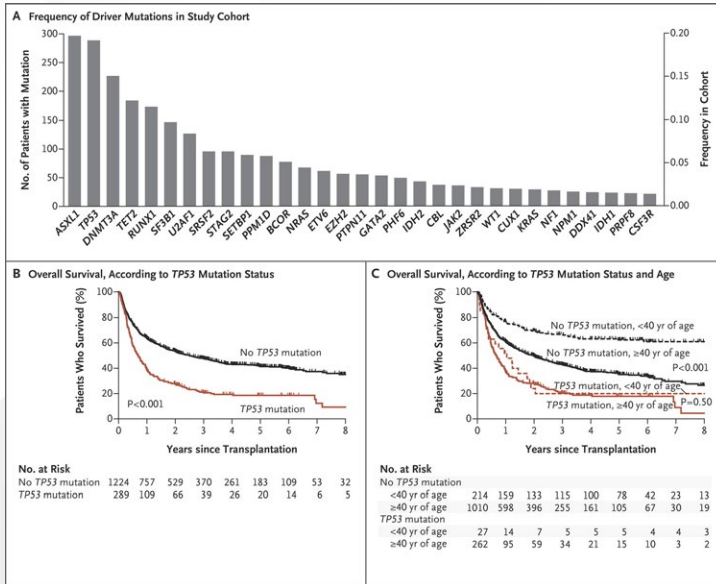 A Frequency of Driver Mutations in Study Cohort
No. of Patients with Mutation
300
250
200
150
100
50
0
0.20
0.15
0.10
0.05
0.00
Frequency in Cohort
ASXL1
TP53
DNMT3A
TET2
RUNX1
SF3B1
U2AF1
SRSF2
STAG2
SETBP1
PPM1D
BCOR
NRAS
ETV6
EZH2
PTPN11
GATA2
PHF6
IDH2
CBL
JAK2
ZRSR2
WT1
CUX1
KRAS
NF1
NPM1
DDX41
IDH1
PRPF8
CSF3R
B Overall Survival, According to TP53 Mutation Status
Patients Who Survived (%)
100
80
60
40
20
0
No TP53 mutation
P<0.001
TP53 mutation
0 1 2 3 4 5 6 7 8
Years since Transplantation
No. at Risk
No TP53 mutation 1224 757 529 370 261 183 109 53 32
TP53 mutation 289 109 66 39 26 20 14 6 5
C Overall Survival, According to TP53 Mutation Status and Age
Patients Who Survived (%)
100
80
60
40
20
0
No TP53 mutation, <40 yr of age
No TP53 mutation, ≥40 yr of age
P<0.001
TP53 mutation, <40 yr of age
P=0.50
TP53 mutation, ≥40 yr of age
0 1 2 3 4 5 6 7 8
Years since Transplantation
No. at Risk
No TP53 mutation
<40 yr of age 214 159 133 115 100 78 42 23 13
≥40 yr of age 1010 598 396 255 161 105 67 30 19
TP53 mutation
<40 yr of age 27 14 7 5 5 5 4 4 3
≥40 yr of age 262 95 59 34 21 15 10 3 2